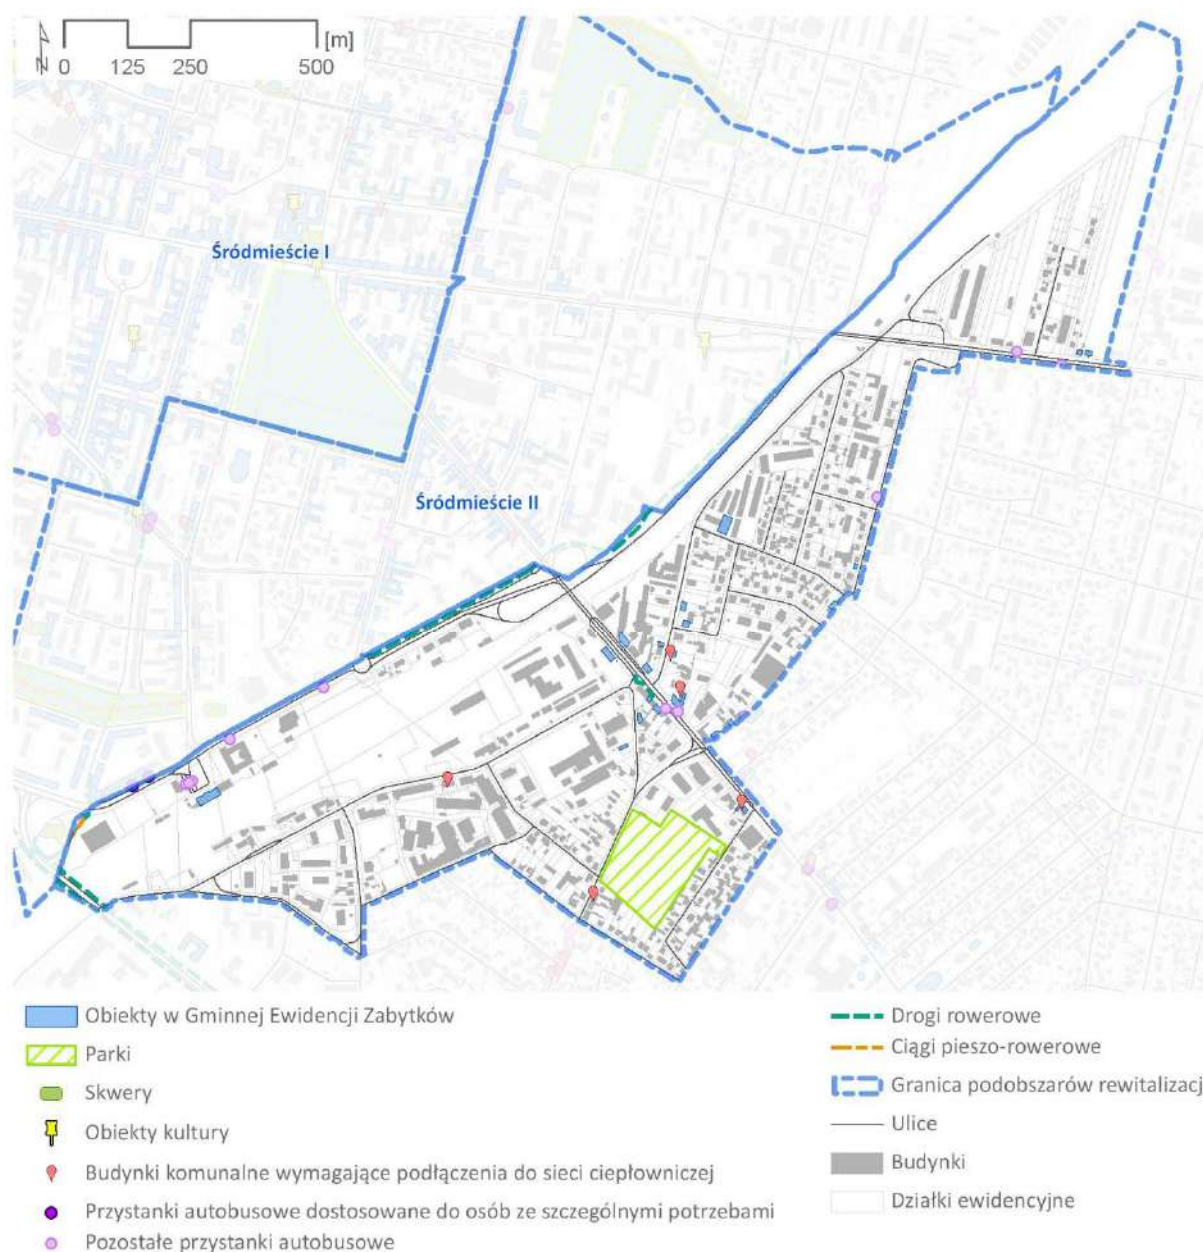 [m]
0 125 250 500
N
Śródmieście I
Śródmieście II
Obiekty w Gminnej Ewidencji Zabytków
Parki
Skwery
Obiekty kultury
Budynki komunalne wymagające podłączenia do sieci ciepłowniczej
Przystanki autobusowe dostosowane do osób ze szczególnymi potrzebami
Pozostałe przystanki autobusowe
Drogi rowerowe
Ciągi pieszo-rowerowe
Granica podobszarów rewitalizacj
Ulice
Budynki
Działki ewidencyjne